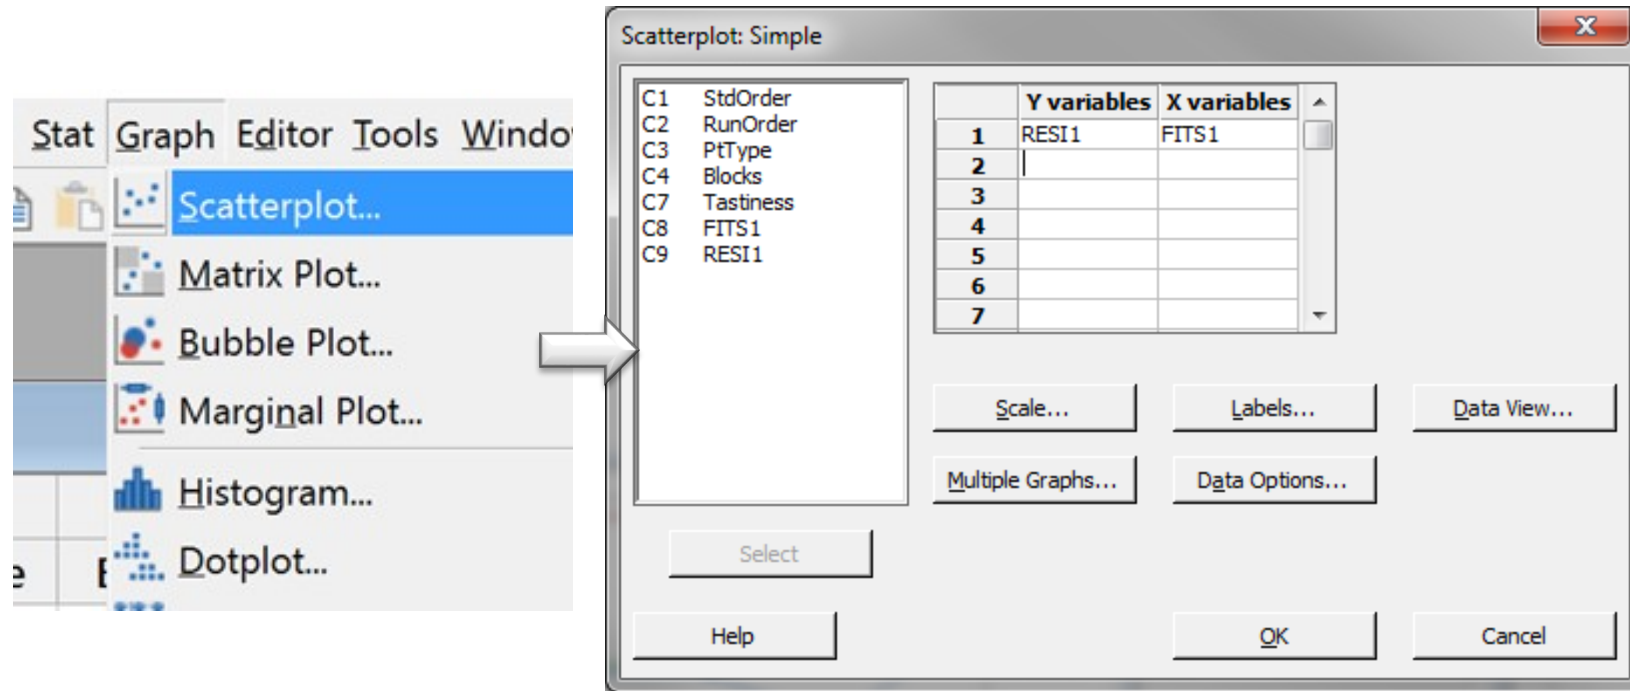 Stat Graph Editor Tools Windo
Scatterplot...
Matrix Plot...
Bubble Plot...
Marginal Plot...
Histogram...
Dotplot...
e
Scatterplot: Simple
C1 StdOrder
C2 RunOrder
C3 PtType
C4 Blocks
C7 Tastiness
C8 FITS1
C9 RESI1
Y variables X variables
1 RESI1 FITS1
2
3
4
5
6
7
Scale... Labels... Data View...
Multiple Graphs... Data Options...
Select
Help OK Cancel